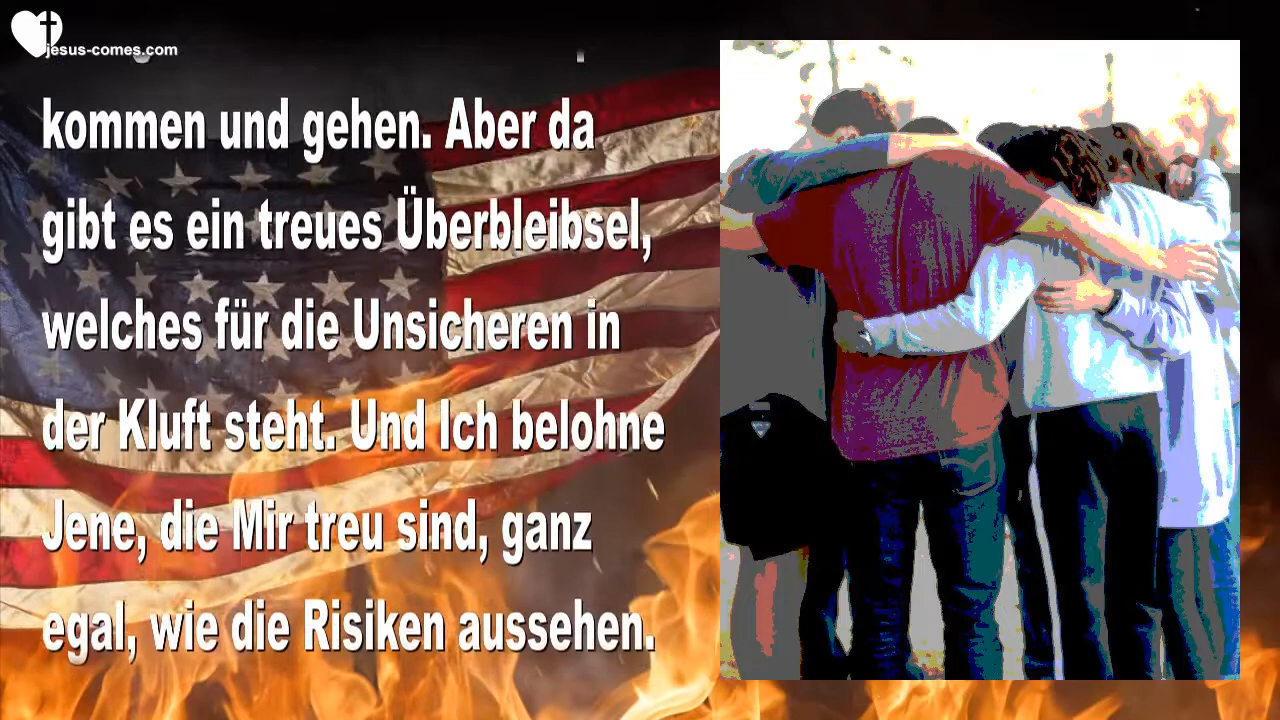 jesus-comes.com
kommen und gehen. Aber da
gibt es ein treues Überbleibsel,
welches für die Unsicheren in
der Kluft steht. Und Ich belohne
Jene, die Mir treu sind, ganz
egal, wie die Risiken aussehen.